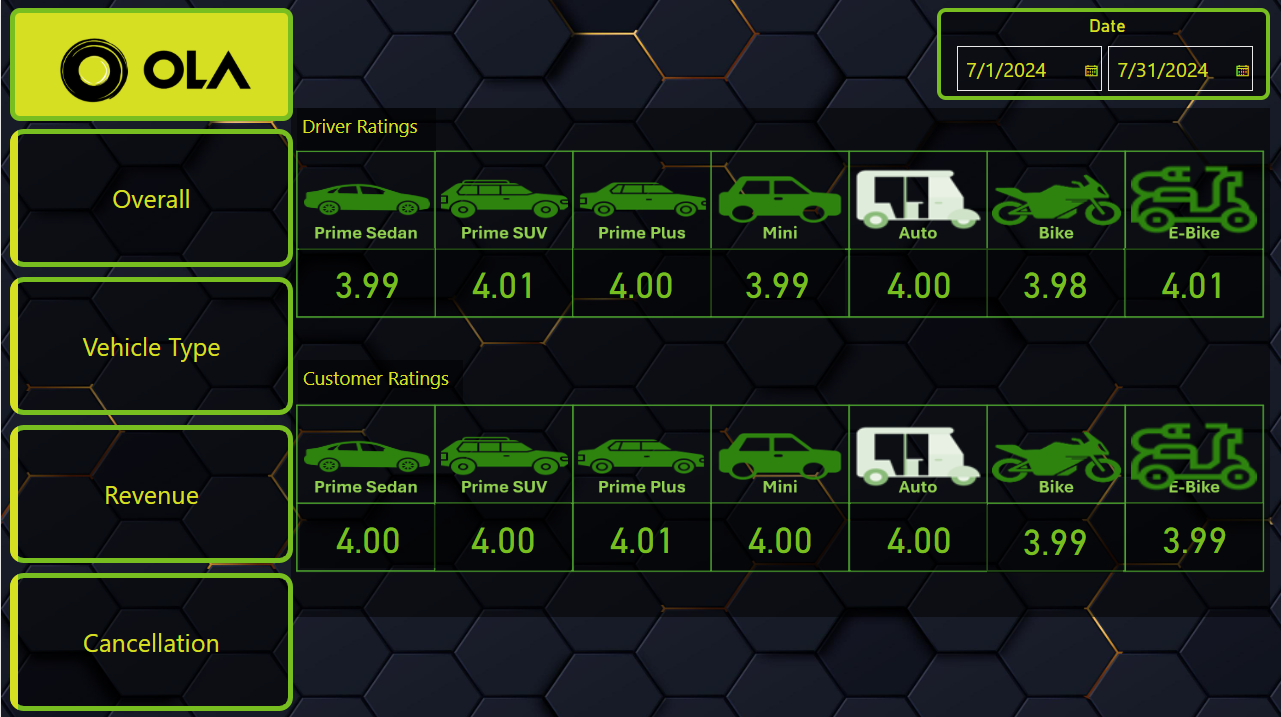 OLA
Date
7/1/2024 7/31/2024
Driver Ratings
Prime Sedan Prime SUV Prime Plus Mini Auto Bike E-Bike
3.99 4.01 4.00 3.99 4.00 3.98 4.01
Customer Ratings
Prime Sedan Prime SUV Prime Plus Mini Auto Bike E-Bike
4.00 4.00 4.01 4.00 4.00 3.99 3.99
Overall
Vehicle Type
Revenue
Cancellation